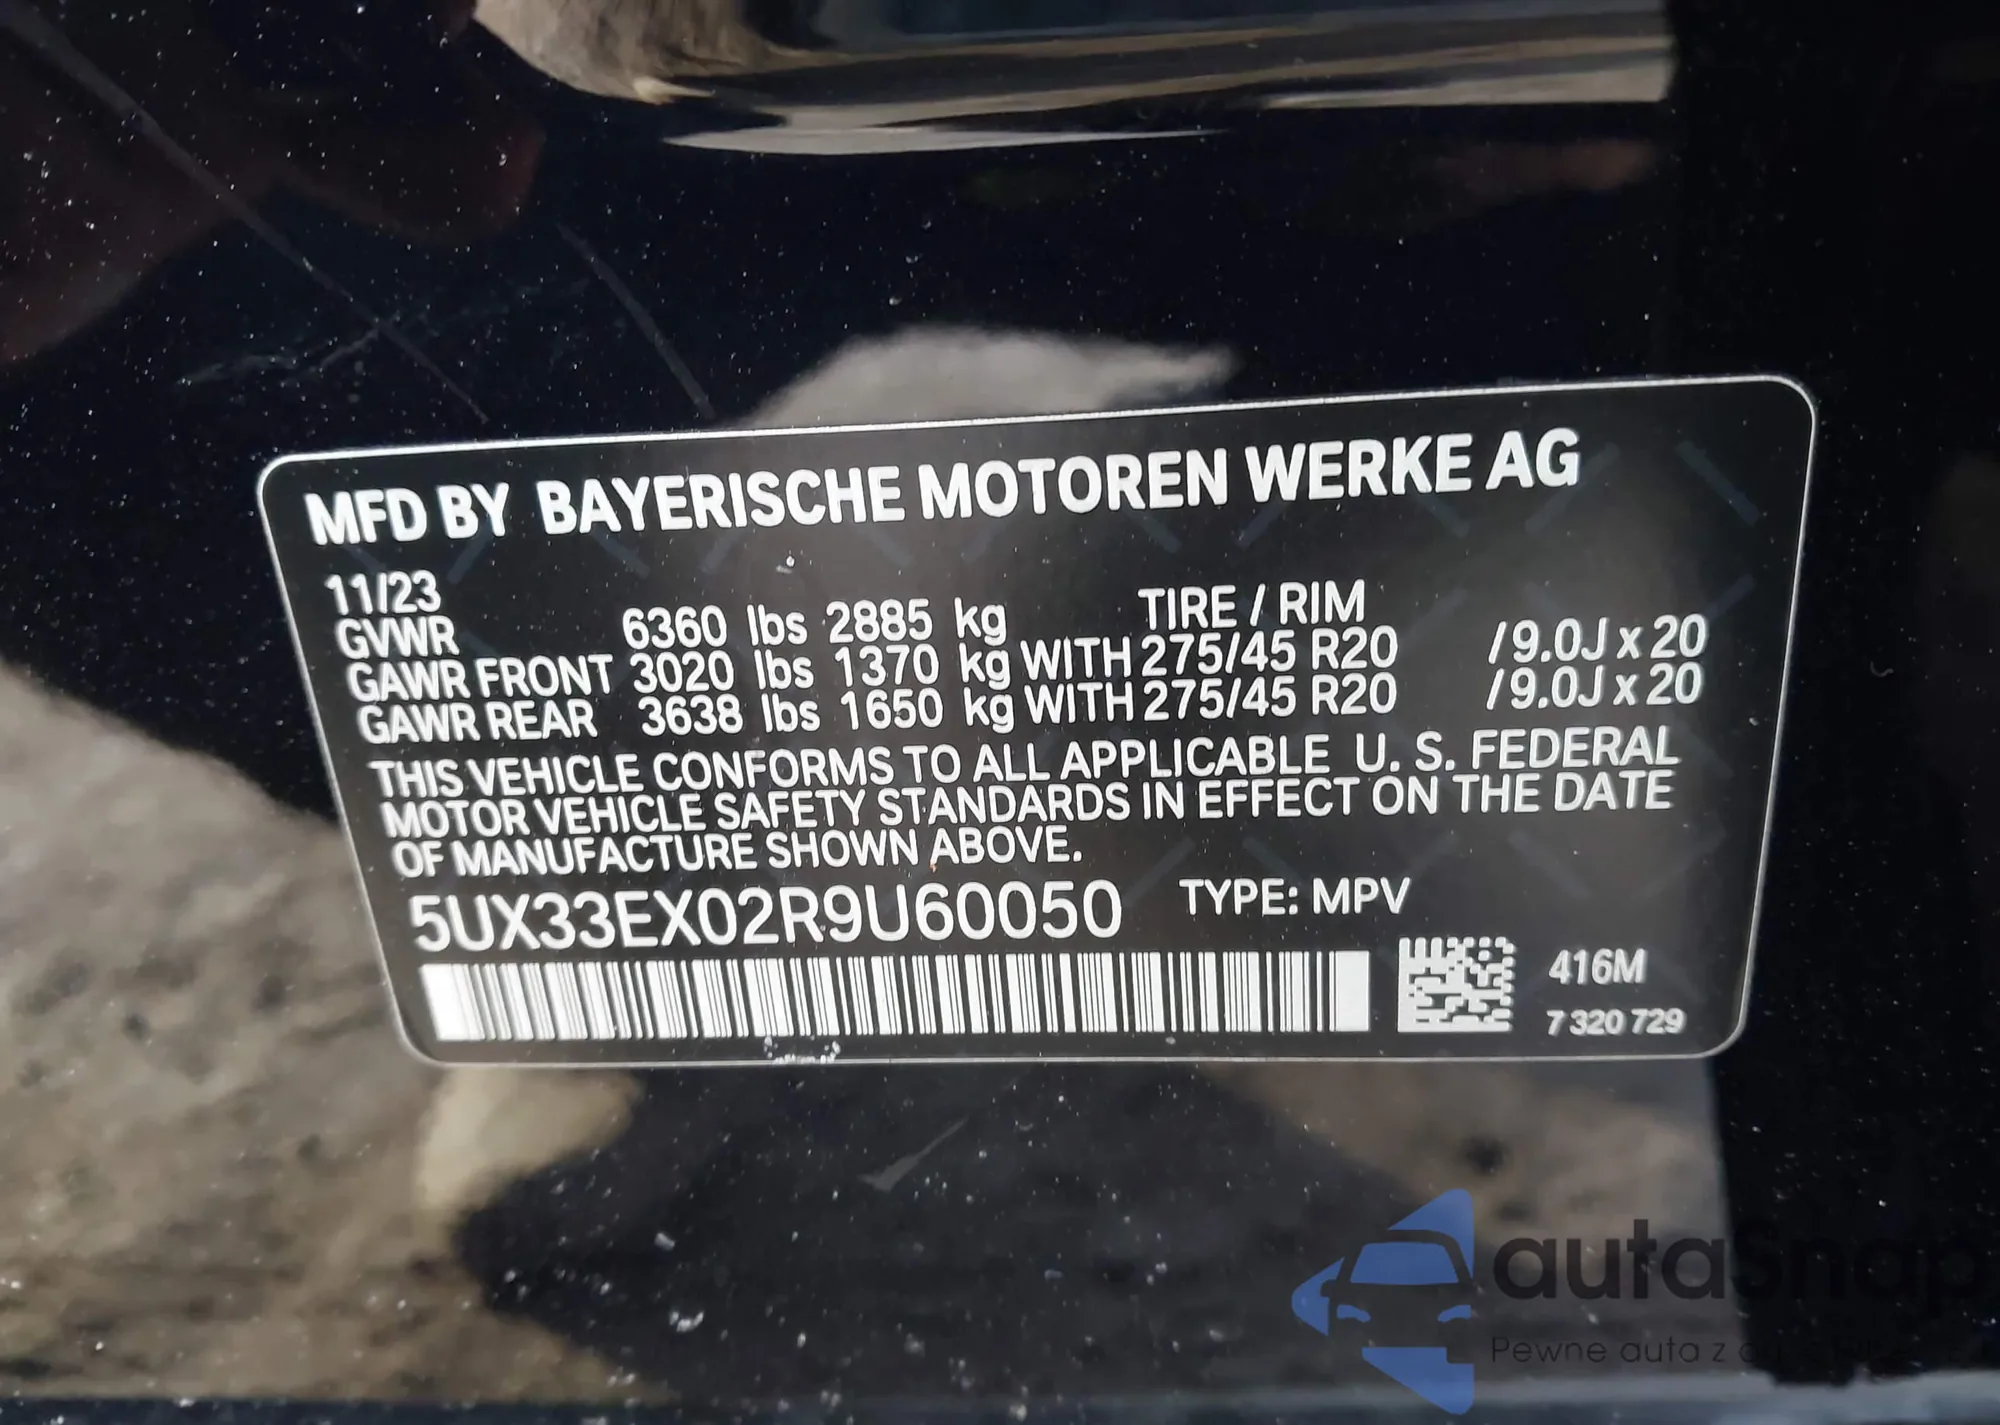 MFD BY BAYERISCHE MOTOREN WERKE AG
11/23 TIRE / RIM
GVWR 6360 lbs 2885 kg
GAWR FRONT 3020 lbs 1370 kg WITH 275/45 R20 /9.0J x 20
GAWR REAR 3638 lbs 1650 kg WITH 275/45 R20 /9.0J x 20
THIS VEHICLE CONFORMS TO ALL APPLICABLE U. S. FEDERAL
MOTOR VEHICLE SAFETY STANDARDS IN EFFECT ON THE DATE
OF MANUFACTURE SHOWN ABOVE.
5UX33EX02R9U60050 TYPE: MPV
416M
7 320 729
autasnap
Pewne auta z